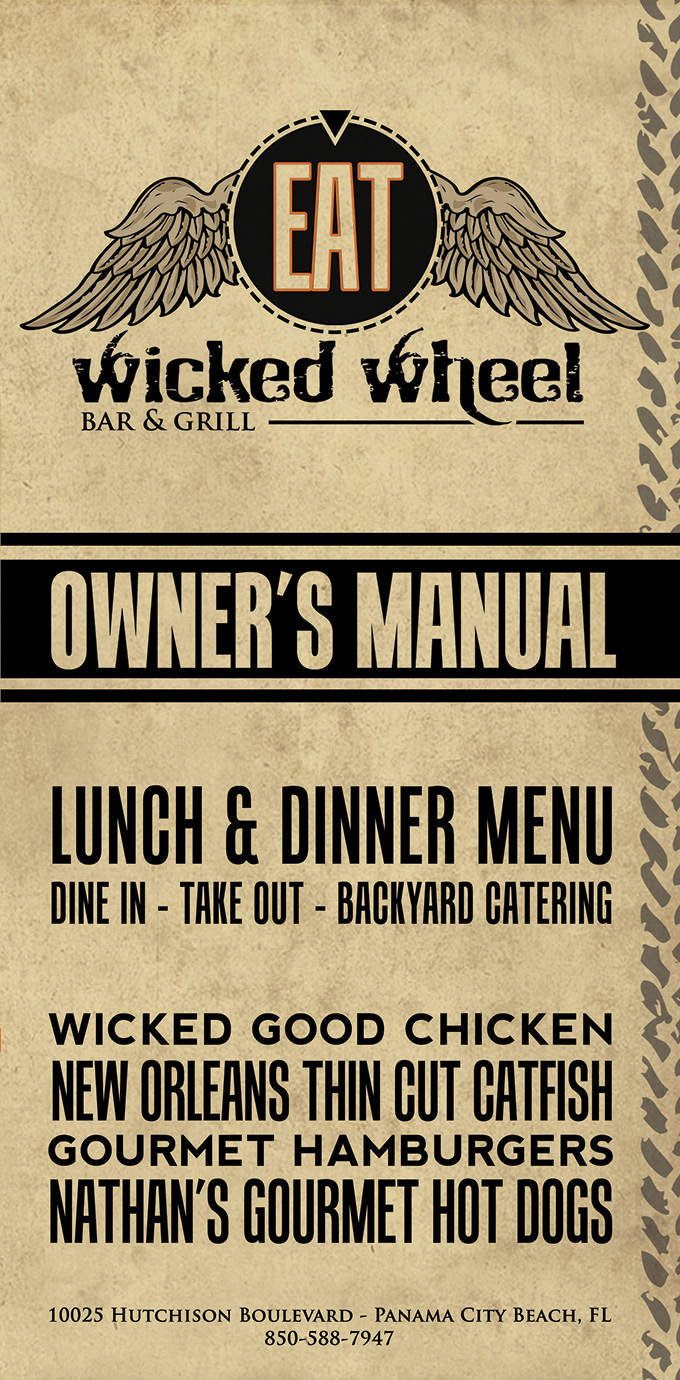 EAT
wicked wheel
BAR & GRILL
OWNER'S MANUAL
LUNCH & DINNER MENU
DINE IN - TAKE OUT - BACKYARD CATERING
WICKED GOOD CHICKEN
NEW ORLEANS THIN CUT CATFISH
GOURMET HAMBURGERS
NATHAN'S GOURMET HOT DOGS
10025 HUTCHISON BOULEVARD - PANAMA CITY BEACH, FL
850-588-7947